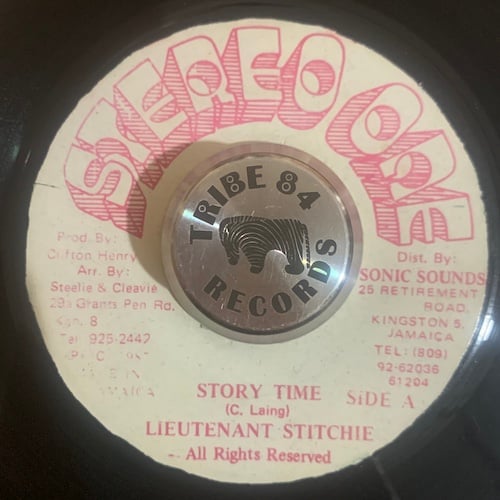 STEREO ONE
TRIBE 84
RECORDS
Prod By:
Clifton Henry
Arr. By:
Steelie & Cleavie
Grants Pen Rd.
Kgn. 8
Tel 925-2442
Dist. By:
SONIC SOUNDS
25 RETIREMENT
ROAD,
KINGSTON 5,
JAMAICA
TEL: (809)
92-62036
61204
STORY TIME
SiDE A
(C. Laing)
LiEUTENANT STITCHIE
All Rights Reserved